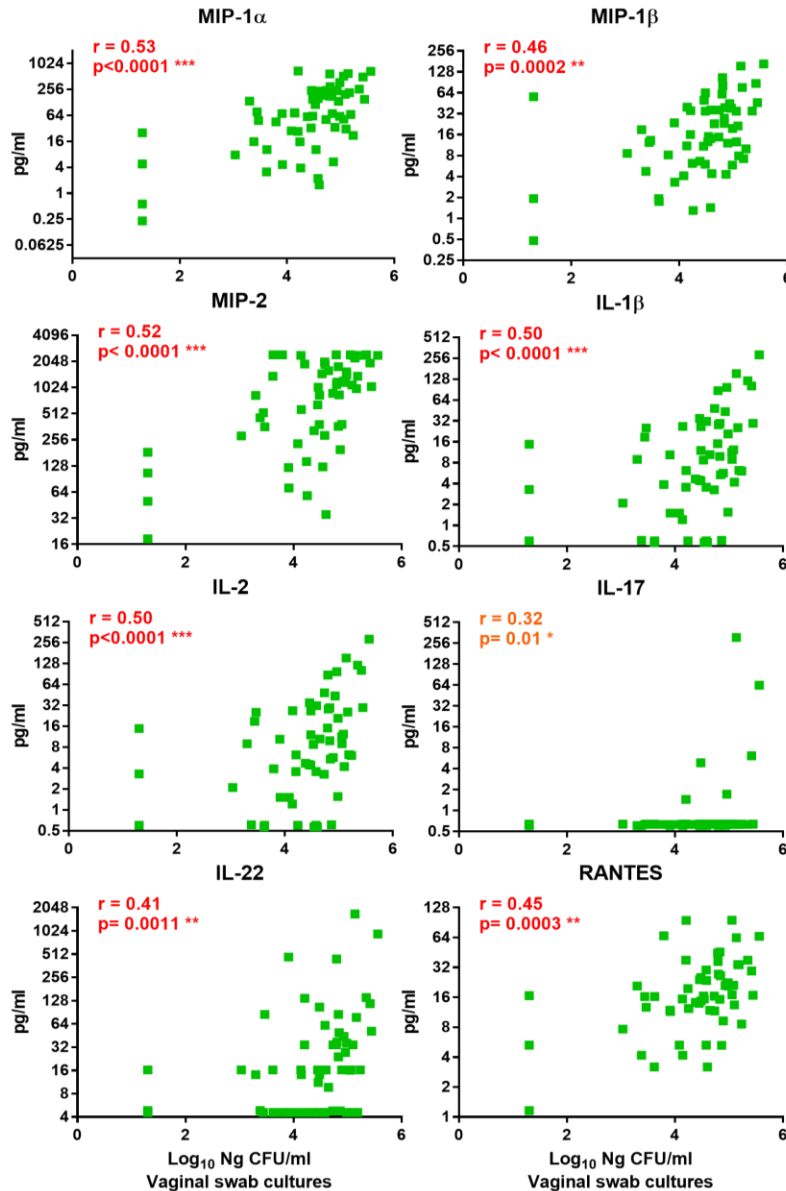 MIP-1α
r = 0.53
p<0.0001 ***
pg/ml
1024
256
64
16
4
1
0.25
0.0625
0 2 4 6
MIP-1β
r = 0.46
p= 0.0002 **
pg/ml
256
128
64
32
16
8
4
2
1
0.5
0.25
0 2 4 6
MIP-2
r = 0.52
p< 0.0001 ***
pg/ml
4096
2048
1024
512
256
128
64
32
16
0 2 4 6
IL-1β
r = 0.50
p< 0.0001 ***
pg/ml
512
256
128
64
32
16
8
4
2
1
0.5
0 2 4 6
IL-2
r = 0.50
p<0.0001 ***
pg/ml
512
256
128
64
32
16
8
4
2
1
0.5
0 2 4 6
IL-17
r = 0.32
p= 0.01 *
pg/ml
512
256
128
64
32
16
8
4
2
1
0.5
0 2 4 6
IL-22
r = 0.41
p= 0.0011 **
pg/ml
2048
1024
512
256
128
64
32
16
8
4
0 2 4 6
Log₁₀ Ng CFU/ml
Vaginal swab cultures
RANTES
r = 0.45
p= 0.0003 **
pg/ml
128
64
32
16
8
4
2
1
0 2 4 6
Log₁₀ Ng CFU/ml
Vaginal swab cultures